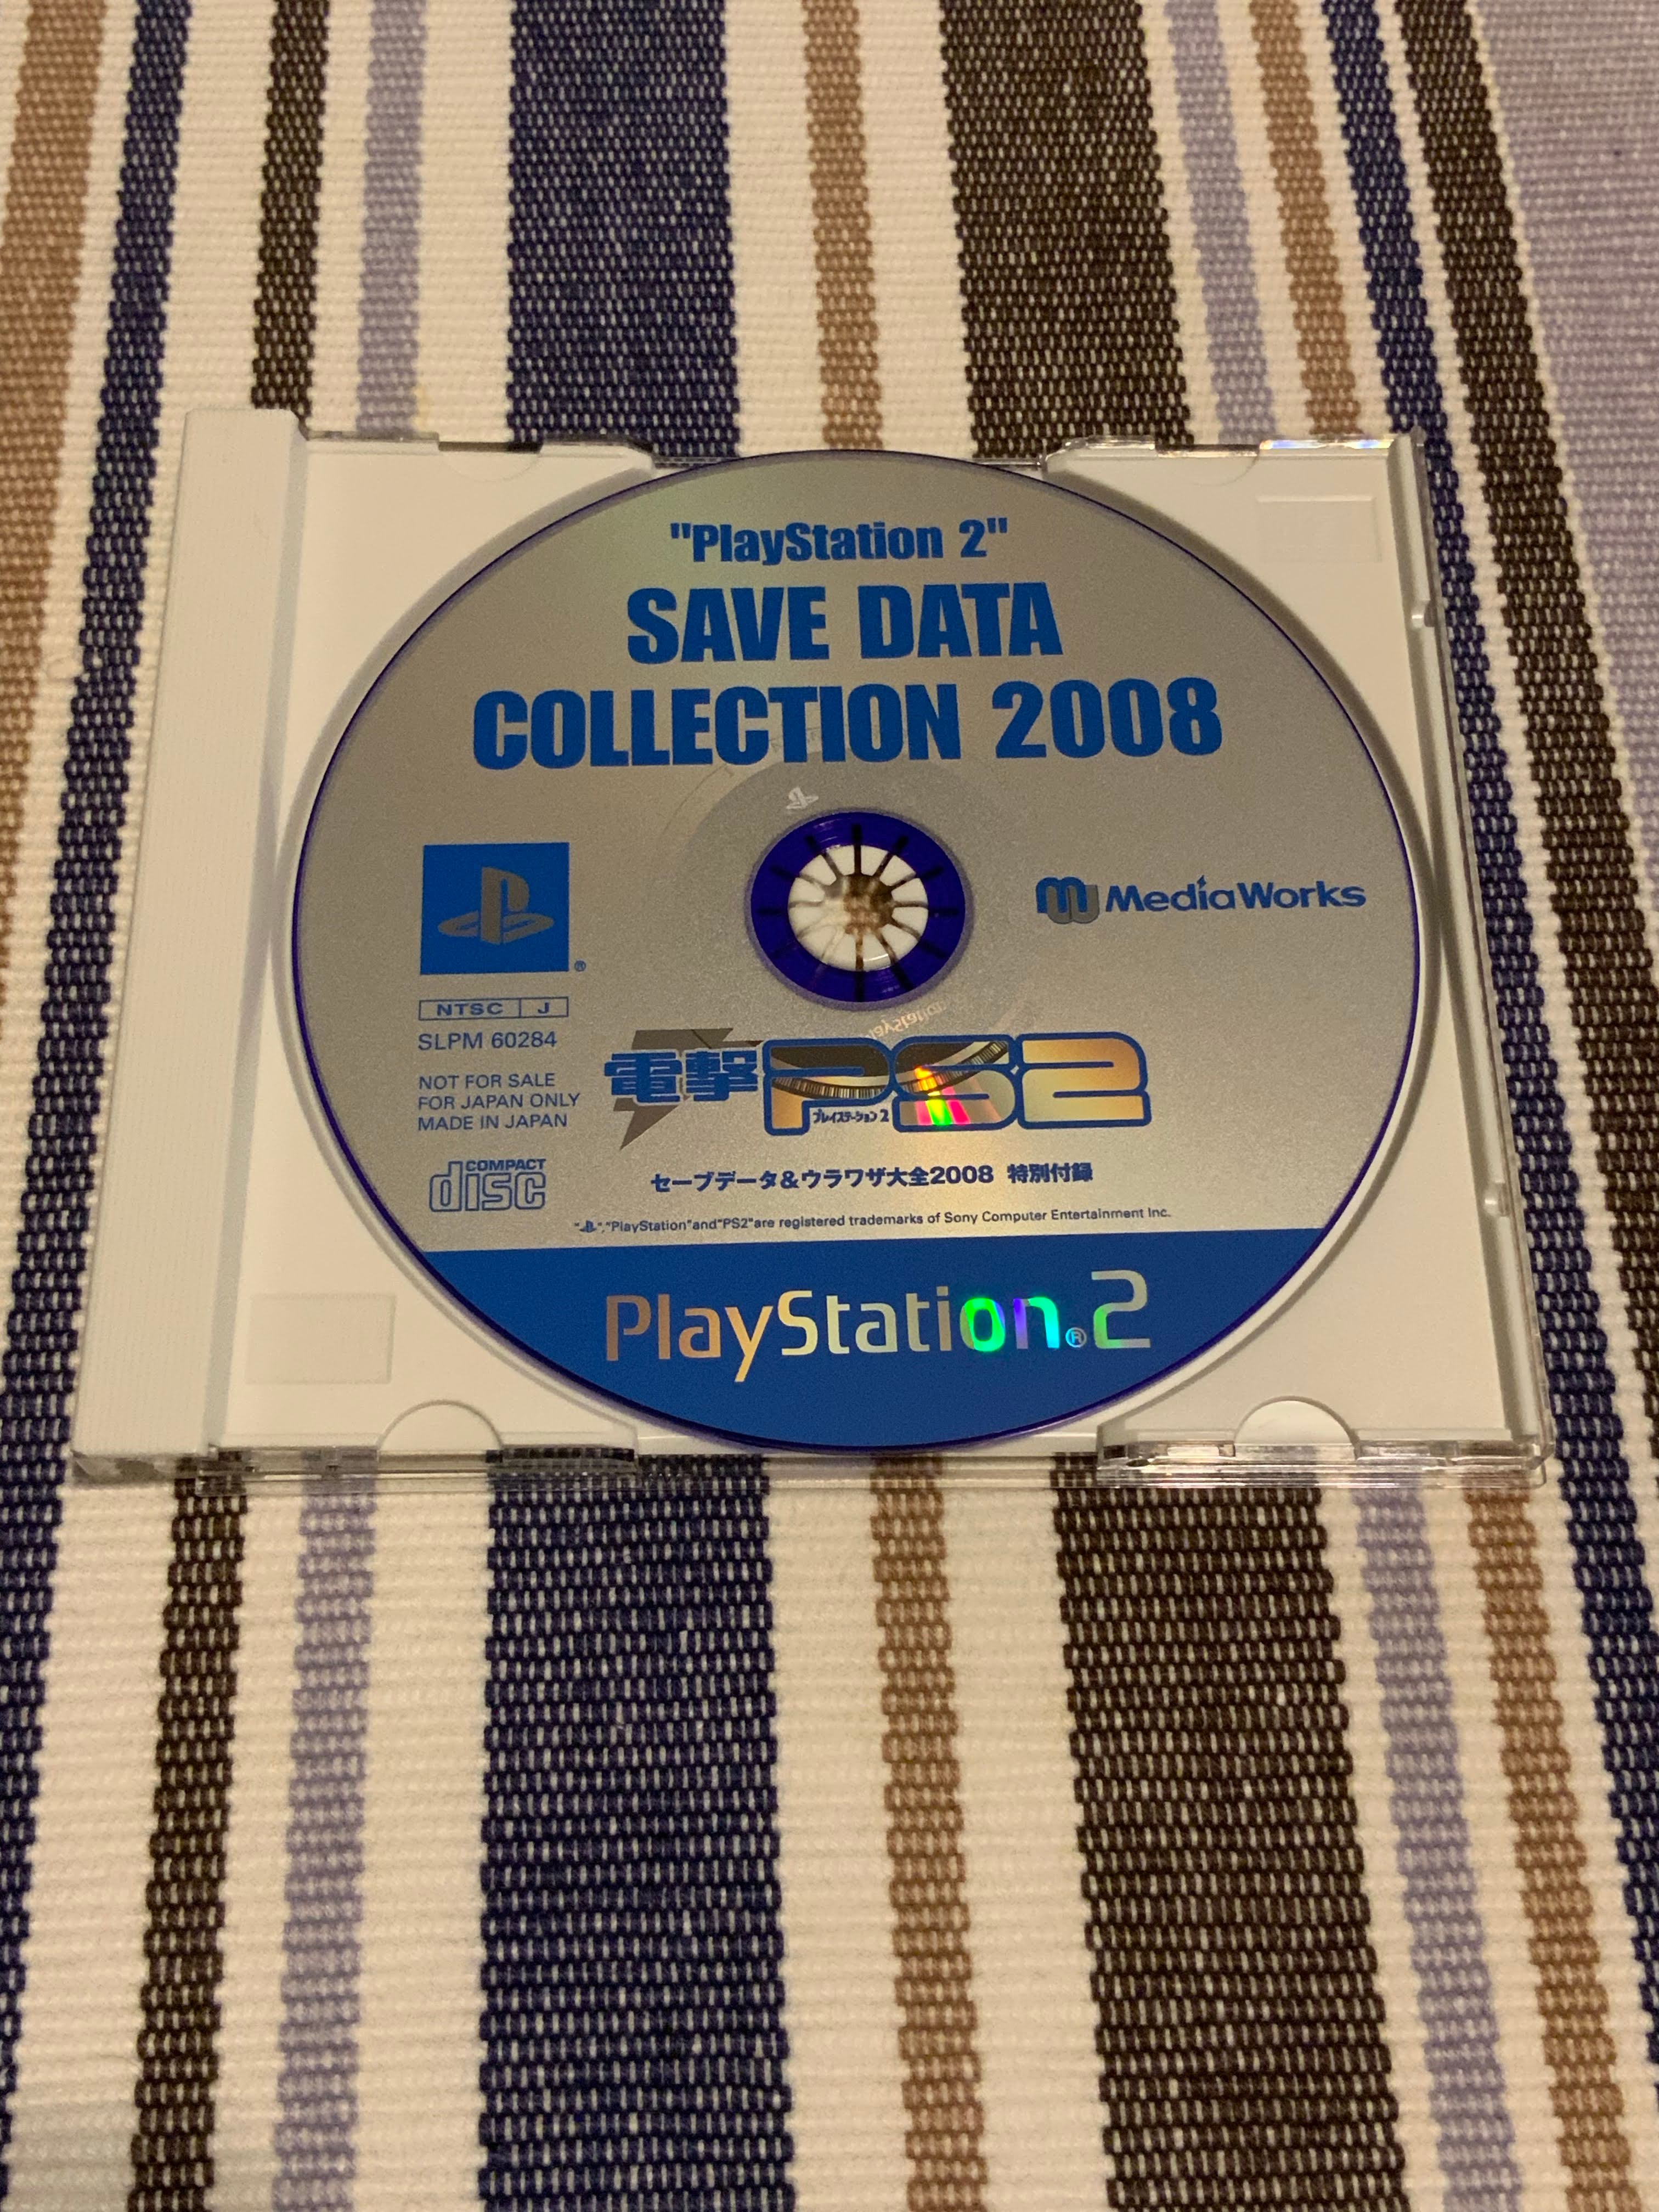 "PlayStation 2"
SAVE DATA
COLLECTION 2008
MediaWorks
NTSC J
SLPM 60284
NOT FOR SALE
FOR JAPAN ONLY
MADE IN JAPAN
COMPACT
disc
PlayStation
電撃PS2
プレイステーション2
セーブデータ&ウラワザ大全2008 特別付録
" ","PlayStation"and"PS2"are registered trademarks of Sony Computer Entertainment Inc.
PlayStation®2